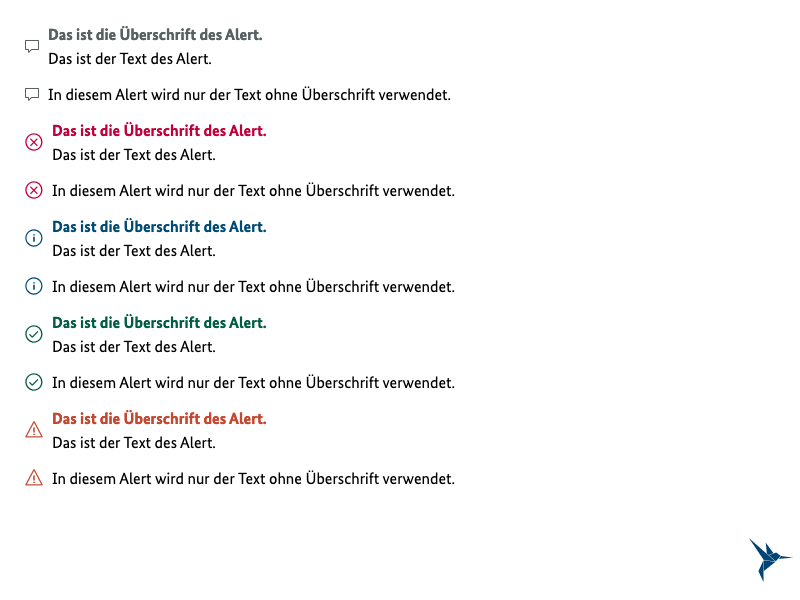 Das ist die Überschrift des Alert.
Das ist der Text des Alert.
In diesem Alert wird nur der Text ohne Überschrift verwendet.
Das ist die Überschrift des Alert.
Das ist der Text des Alert.
In diesem Alert wird nur der Text ohne Überschrift verwendet.
Das ist die Überschrift des Alert.
Das ist der Text des Alert.
In diesem Alert wird nur der Text ohne Überschrift verwendet.
Das ist die Überschrift des Alert.
Das ist der Text des Alert.
In diesem Alert wird nur der Text ohne Überschrift verwendet.
Das ist die Überschrift des Alert.
Das ist der Text des Alert.
In diesem Alert wird nur der Text ohne Überschrift verwendet.